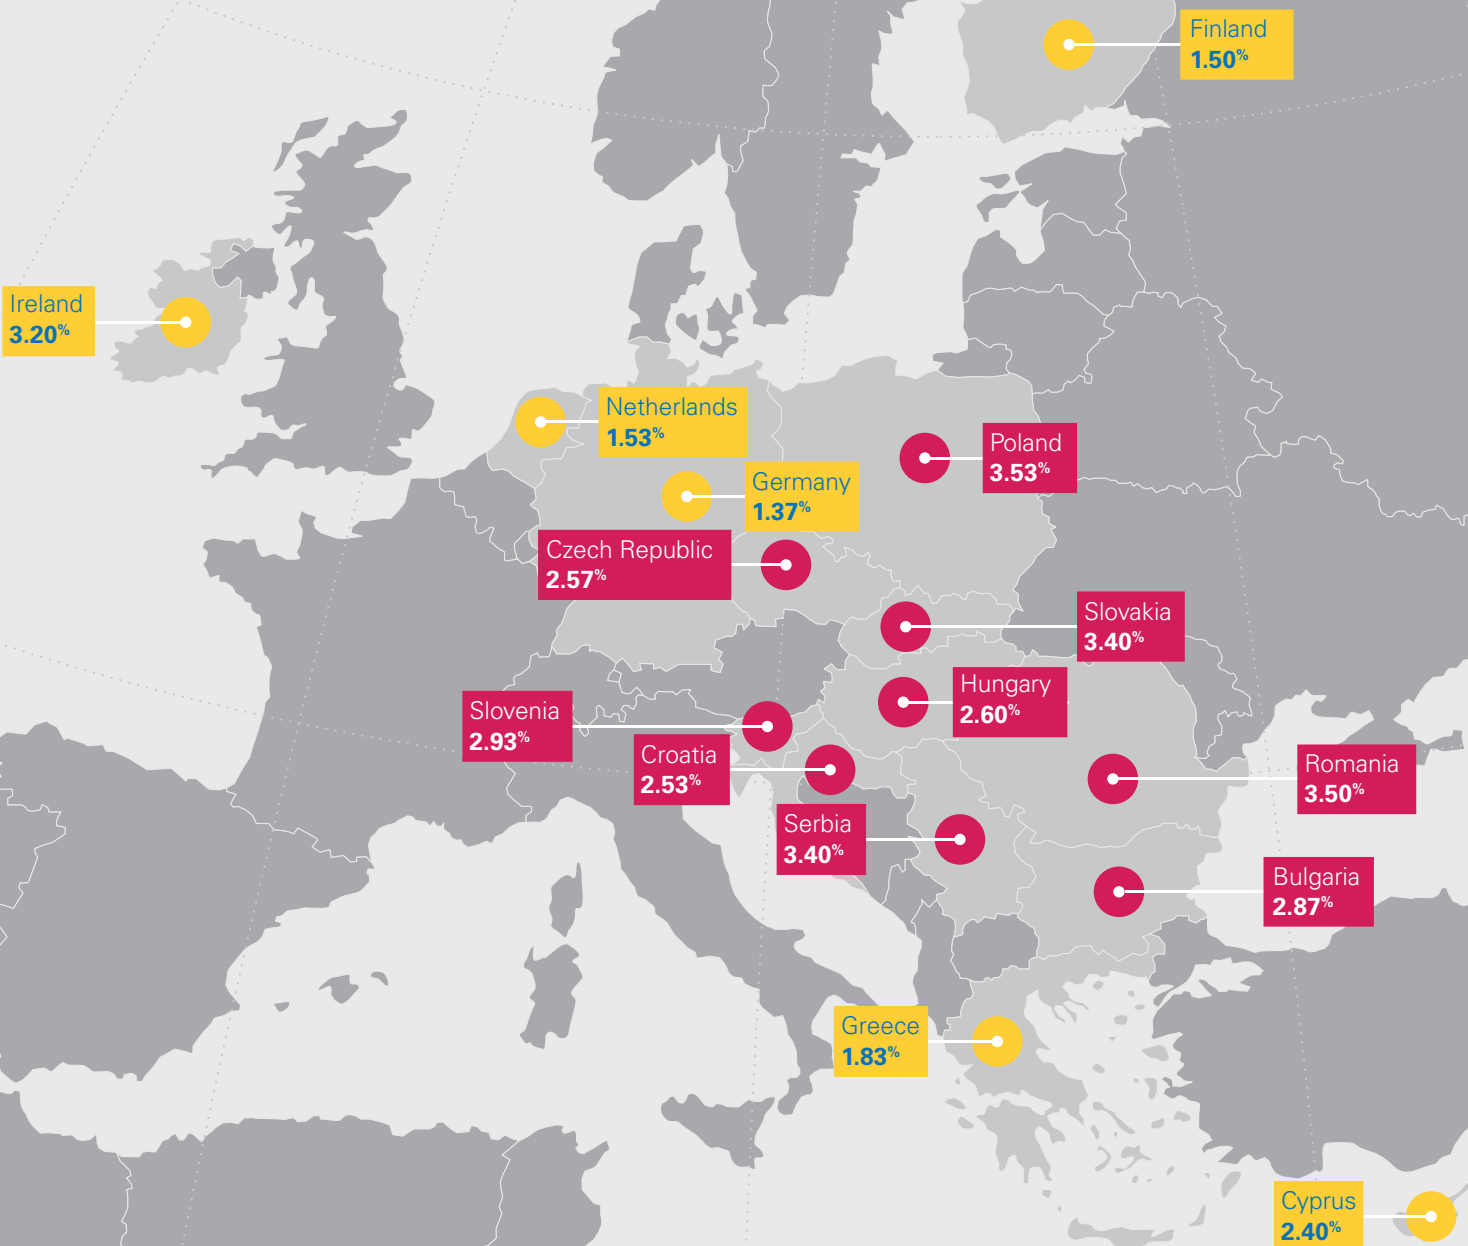 Finland
1.50%
Ireland
3.20%
Netherlands
1.53%
Poland
3.53%
Germany
1.37%
Czech Republic
2.57%
Slovakia
3.40%
Hungary
2.60%
Slovenia
2.93%
Croatia
2.53%
Romania
3.50%
Serbia
3.40%
Bulgaria
2.87%
Greece
1.83%
Cyprus
2.40%